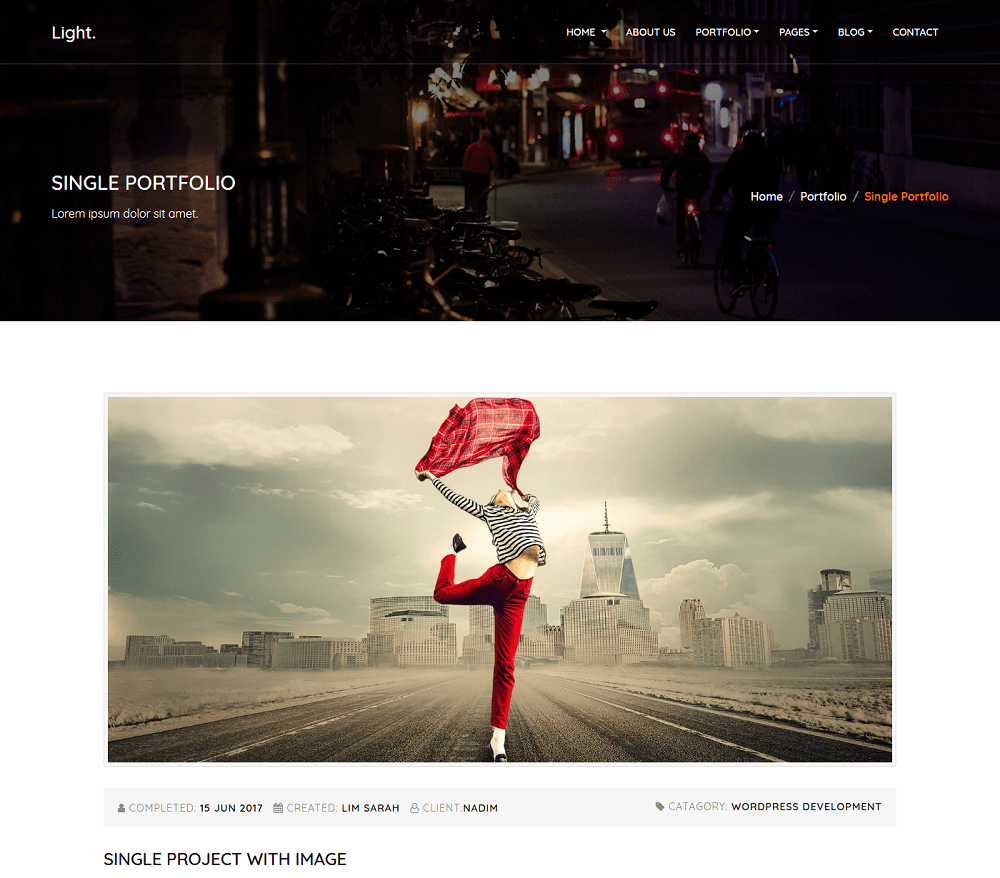 Light.
HOME ABOUT US PORTFOLIO PAGES BLOG CONTACT
SINGLE PORTFOLIO
Lorem ipsum dolor sit amet.
Home / Portfolio / Single Portfolio
COMPLETED: 15 JUN 2017 CREATED: LIM SARAH CLIENT:NADIM CATAGORY: WORDPRESS DEVELOPMENT
SINGLE PROJECT WITH IMAGE